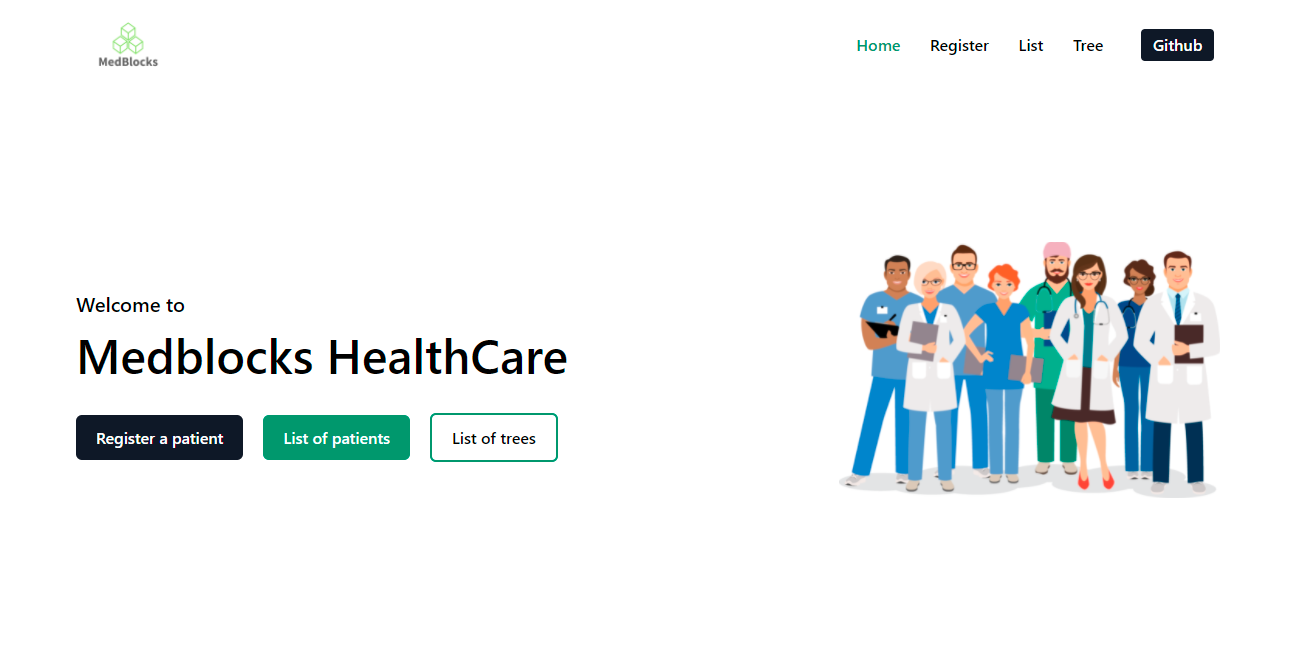 MedBlocks
Home Register List Tree Github
Welcome to
Medblocks HealthCare
Register a patient List of patients List of trees